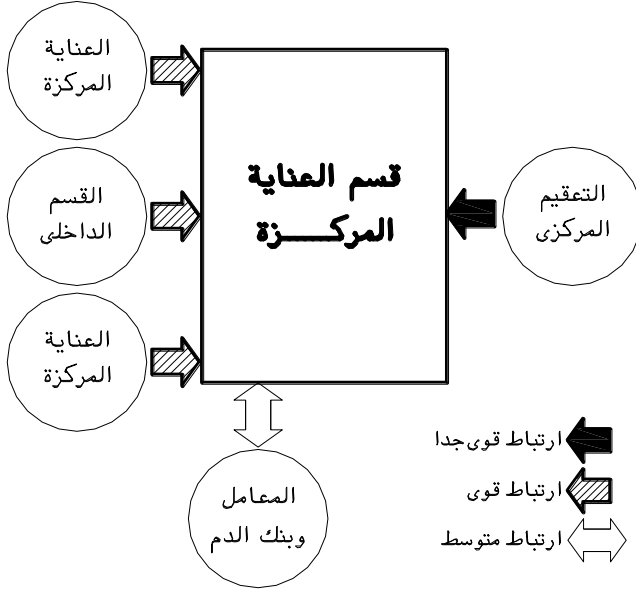 العناية
المركزة
القسم
الداخلى
العناية
المركزة
قسم العناية
المركـــــزة
التعقيم
المركزى
المعامل
وبنك الدم
ارتباط قوى جدا
ارتباط قوى
ارتباط متوسط